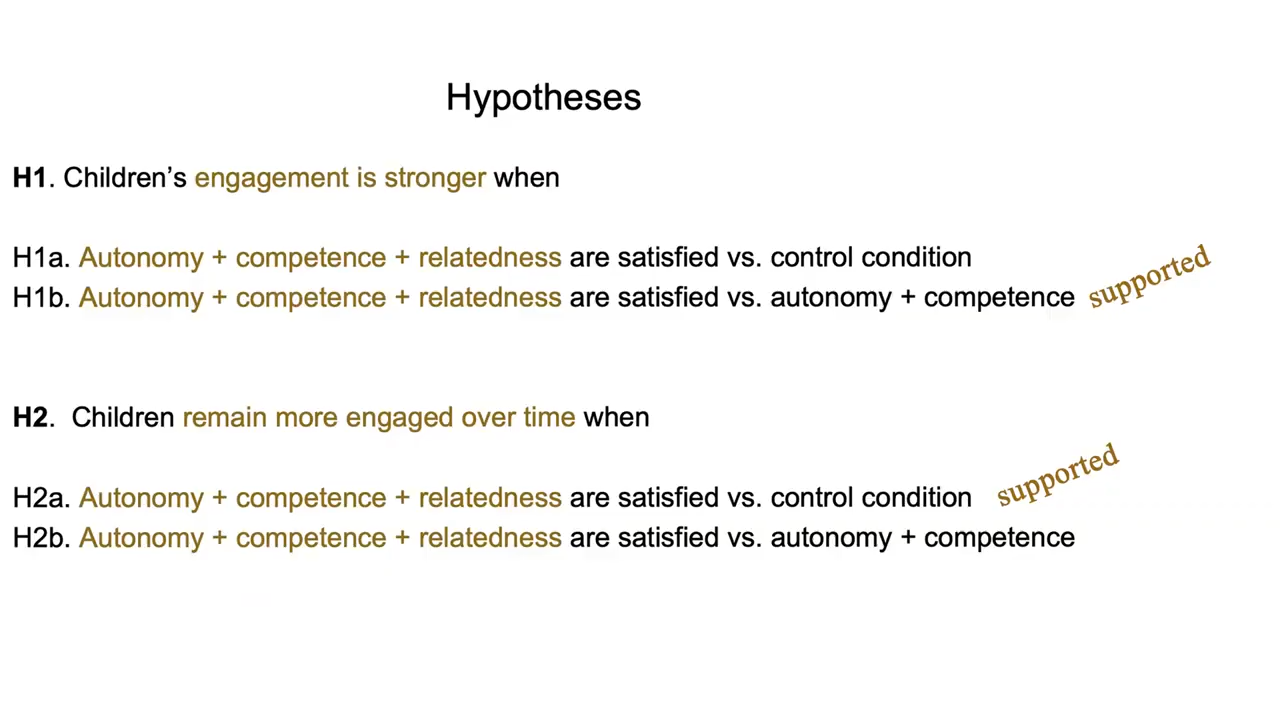 Hypotheses
H1. Children’s engagement is stronger when
H1a. Autonomy + competence + relatedness are satisfied vs. control condition
H1b. Autonomy + competence + relatedness are satisfied vs. autonomy + competence
supported
H2.  Children remain more engaged over time when
H2a. Autonomy + competence + relatedness are satisfied vs. control condition
supported
H2b. Autonomy + competence + relatedness are satisfied vs. autonomy + competence